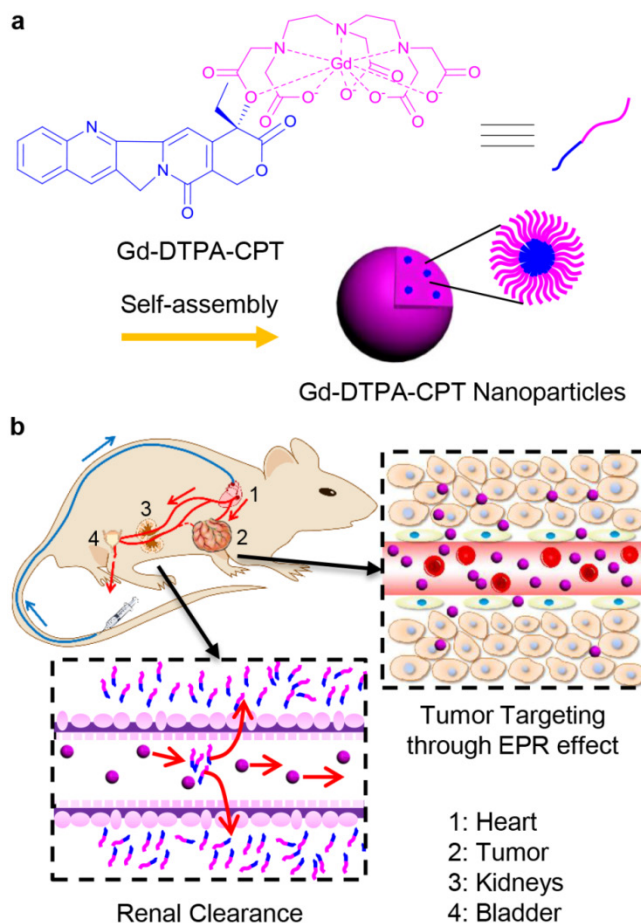 a
N
N
N
Gd
O
O
O
O
O
O⁻
O⁻
O⁻
O⁻
N
N
O
O
O
Gd-DTPA-CPT
Self-assembly
Gd-DTPA-CPT Nanoparticles
b
1
2
3
4
Tumor Targeting
through EPR effect
Renal Clearance
1: Heart
2: Tumor
3: Kidneys
4: Bladder